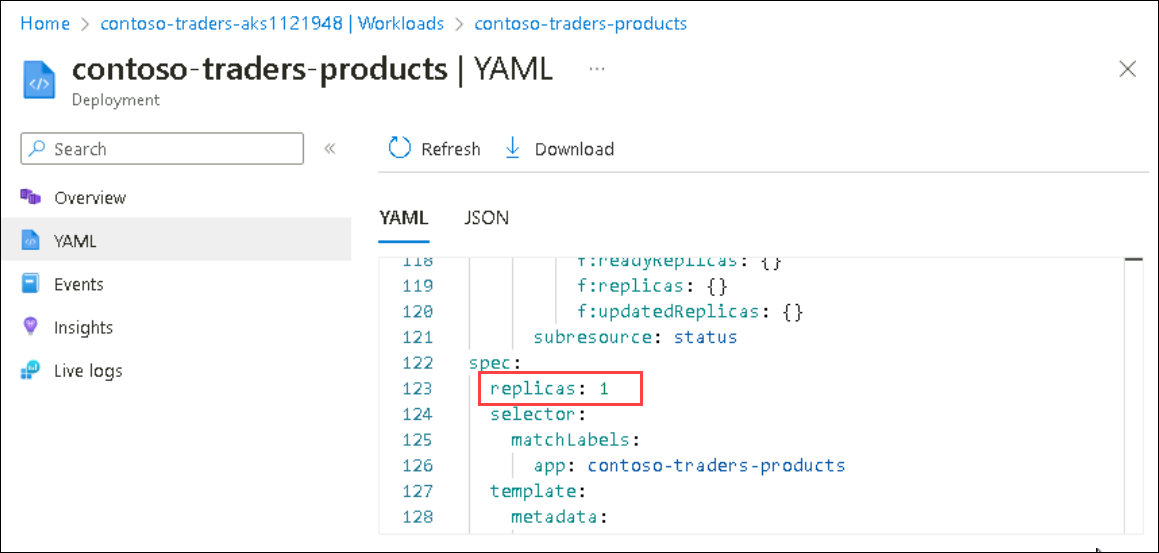 Home > contoso-traders-aks1121948 | Workloads > contoso-traders-products
contoso-traders-products | YAML ...
Deployment
Search «
Refresh Download
Overview
YAML
Events
Insights
Live logs
YAML JSON
118 f:readyReplicas: {}
119 f:replicas: {}
120 f:updatedReplicas: {}
121 subresource: status
122 spec:
123 replicas: 1
124 selector:
125 matchLabels:
126 app: contoso-traders-products
127 template:
128 metadata: